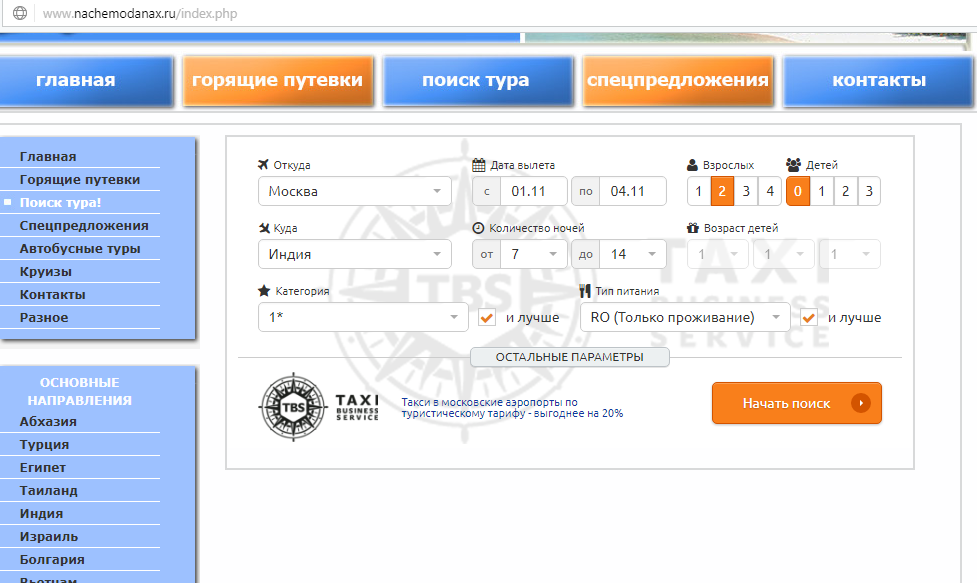 www.nachemodanax.ru/index.php
главная
горящие путевки
поиск тура
спецпредложения
контакты
Главная
Горящие путевки
Поиск тура!
Спецпредложения
Автобусные туры
Круизы
Контакты
Разное
ОСНОВНЫЕ
НАПРАВЛЕНИЯ
Абхазия
Турция
Египет
Таиланд
Индия
Израиль
Болгария
Вьетнам
Откуда
Дата вылета
Взрослых
Детей
Москва
с 01.11 по 04.11
1 2 3 4
0 1 2 3
Куда
Количество ночей
Возраст детей
Индия
от 7 до 14
1 1 1
Категория
Тип питания
1* и лучше
RO (Только проживание) и лучше
TBS
TAXI
BUSINESS
SERVICE
ОСТАЛЬНЫЕ ПАРАМЕТРЫ
TBS
TAXI
BUSINESS
SERVICE
Такси в московские аэропорты по
туристическому тарифу - выгоднее на 20%
Начать поиск